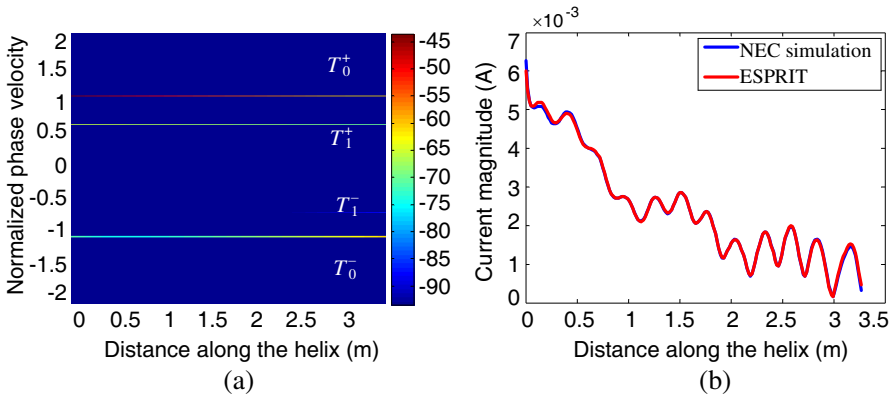 2
1.5
1
0.5
0
-0.5
-1
-1.5
-2
Normalized phase velocity
T₀⁺
T₁⁺
T₁⁻
T₀⁻
0 0.5 1 1.5 2 2.5 3
Distance along the helix (m)
(a)
-45
-50
-55
-60
-65
-70
-75
-80
-85
-90
×10⁻³
7
6
5
4
3
2
1
0
Current magnitude (A)
NEC simulation
ESPRIT
0 0.5 1 1.5 2 2.5 3 3.5
Distance along the helix (m)
(b)